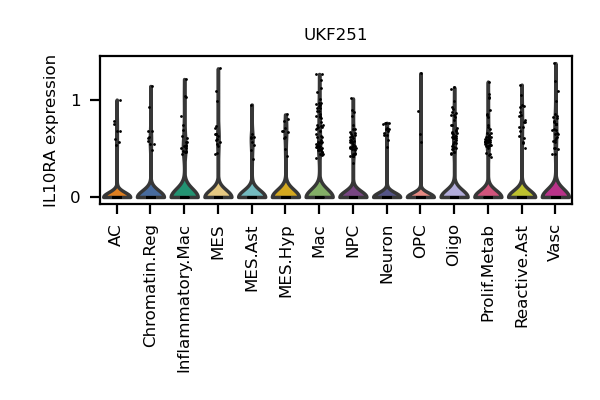 UKF251
IL10RA expression
1
0
AC
Chromatin.Reg
Inflammatory.Mac
MES
MES.Ast
MES.Hyp
Mac
NPC
Neuron
OPC
Oligo
Prolif.Metab
Reactive.Ast
Vasc